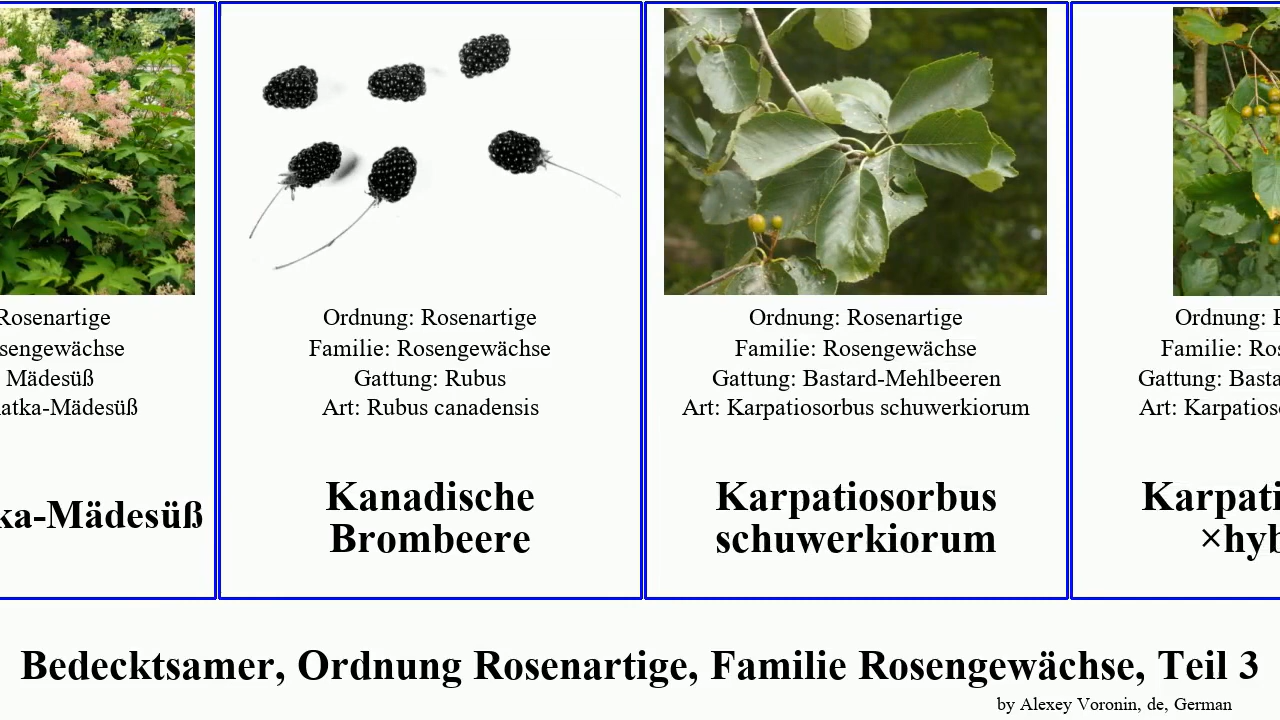 Rosenartige
sengewächse
Mädesüß
atka-Mädesüß
ka-Mädesüß
Ordnung: Rosenartige
Familie: Rosengewächse
Gattung: Rubus
Art: Rubus canadensis
Kanadische
Brombeere
Ordnung: Rosenartige
Familie: Rosengewächse
Gattung: Bastard-Mehlbeeren
Art: Karpatiosorbus schuwerkiorum
Karpatiosorbus
schuwerkiorum
Ordnung:
Familie: Ros
Gattung: Basta
Art: Karpatios
Karpati
×hyb
Bedecktsamer, Ordnung Rosenartige, Familie Rosengewächse, Teil 3
by Alexey Voronin, de, German